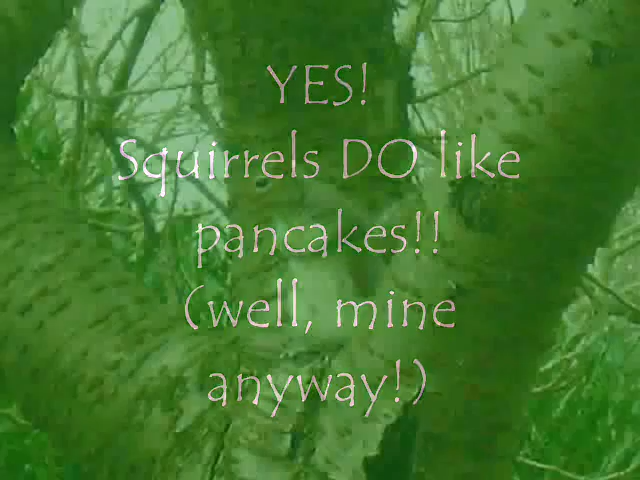 YES!
Squirrels DO like
pancakes!!
(well, mine
anyway!)